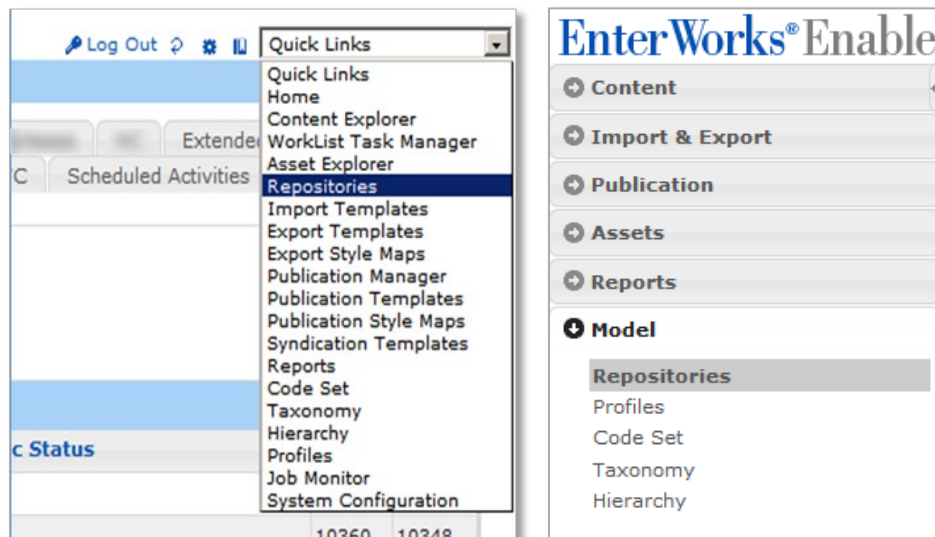 Log Out
Quick Links
Quick Links
Home
Content Explorer
WorkList Task Manager
Asset Explorer
Repositories
Import Templates
Export Templates
Export Style Maps
Publication Manager
Publication Templates
Publication Style Maps
Syndication Templates
Reports
Code Set
Taxonomy
Hierarchy
Profiles
Job Monitor
System Configuration
Extended
C Scheduled Activities
c Status
10360 10348
EnterWorks® Enable
Content
Import & Export
Publication
Assets
Reports
Model
Repositories
Profiles
Code Set
Taxonomy
Hierarchy